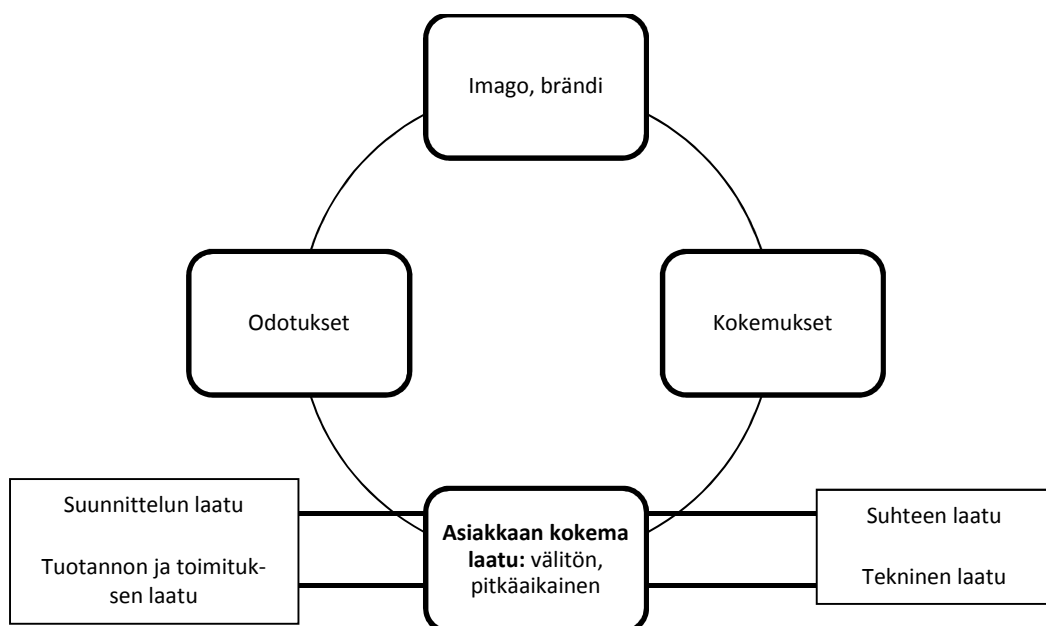 Imago, brändi
Odotukset
Kokemukset
Suunnittelun laatu
Tuotannon ja toimituk-
sen laatu
Asiakkaan kokema
laatu: välitön,
pitkäaikainen
Suhteen laatu
Tekninen laatu